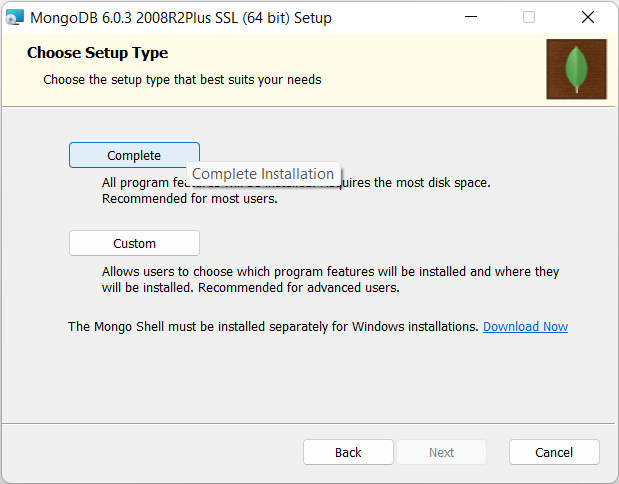 MongoDB 6.0.3 2008R2Plus SSL (64 bit) Setup
Choose Setup Type
Choose the setup type that best suits your needs
Complete
Complete Installation
All program the most disk space.
Recommended for most users.
Custom
Allows users to choose which program features will be installed and where they
will be installed. Recommended for advanced users.
The Mongo Shell must be installed separately for Windows installations. Download Now
Back
Next
Cancel